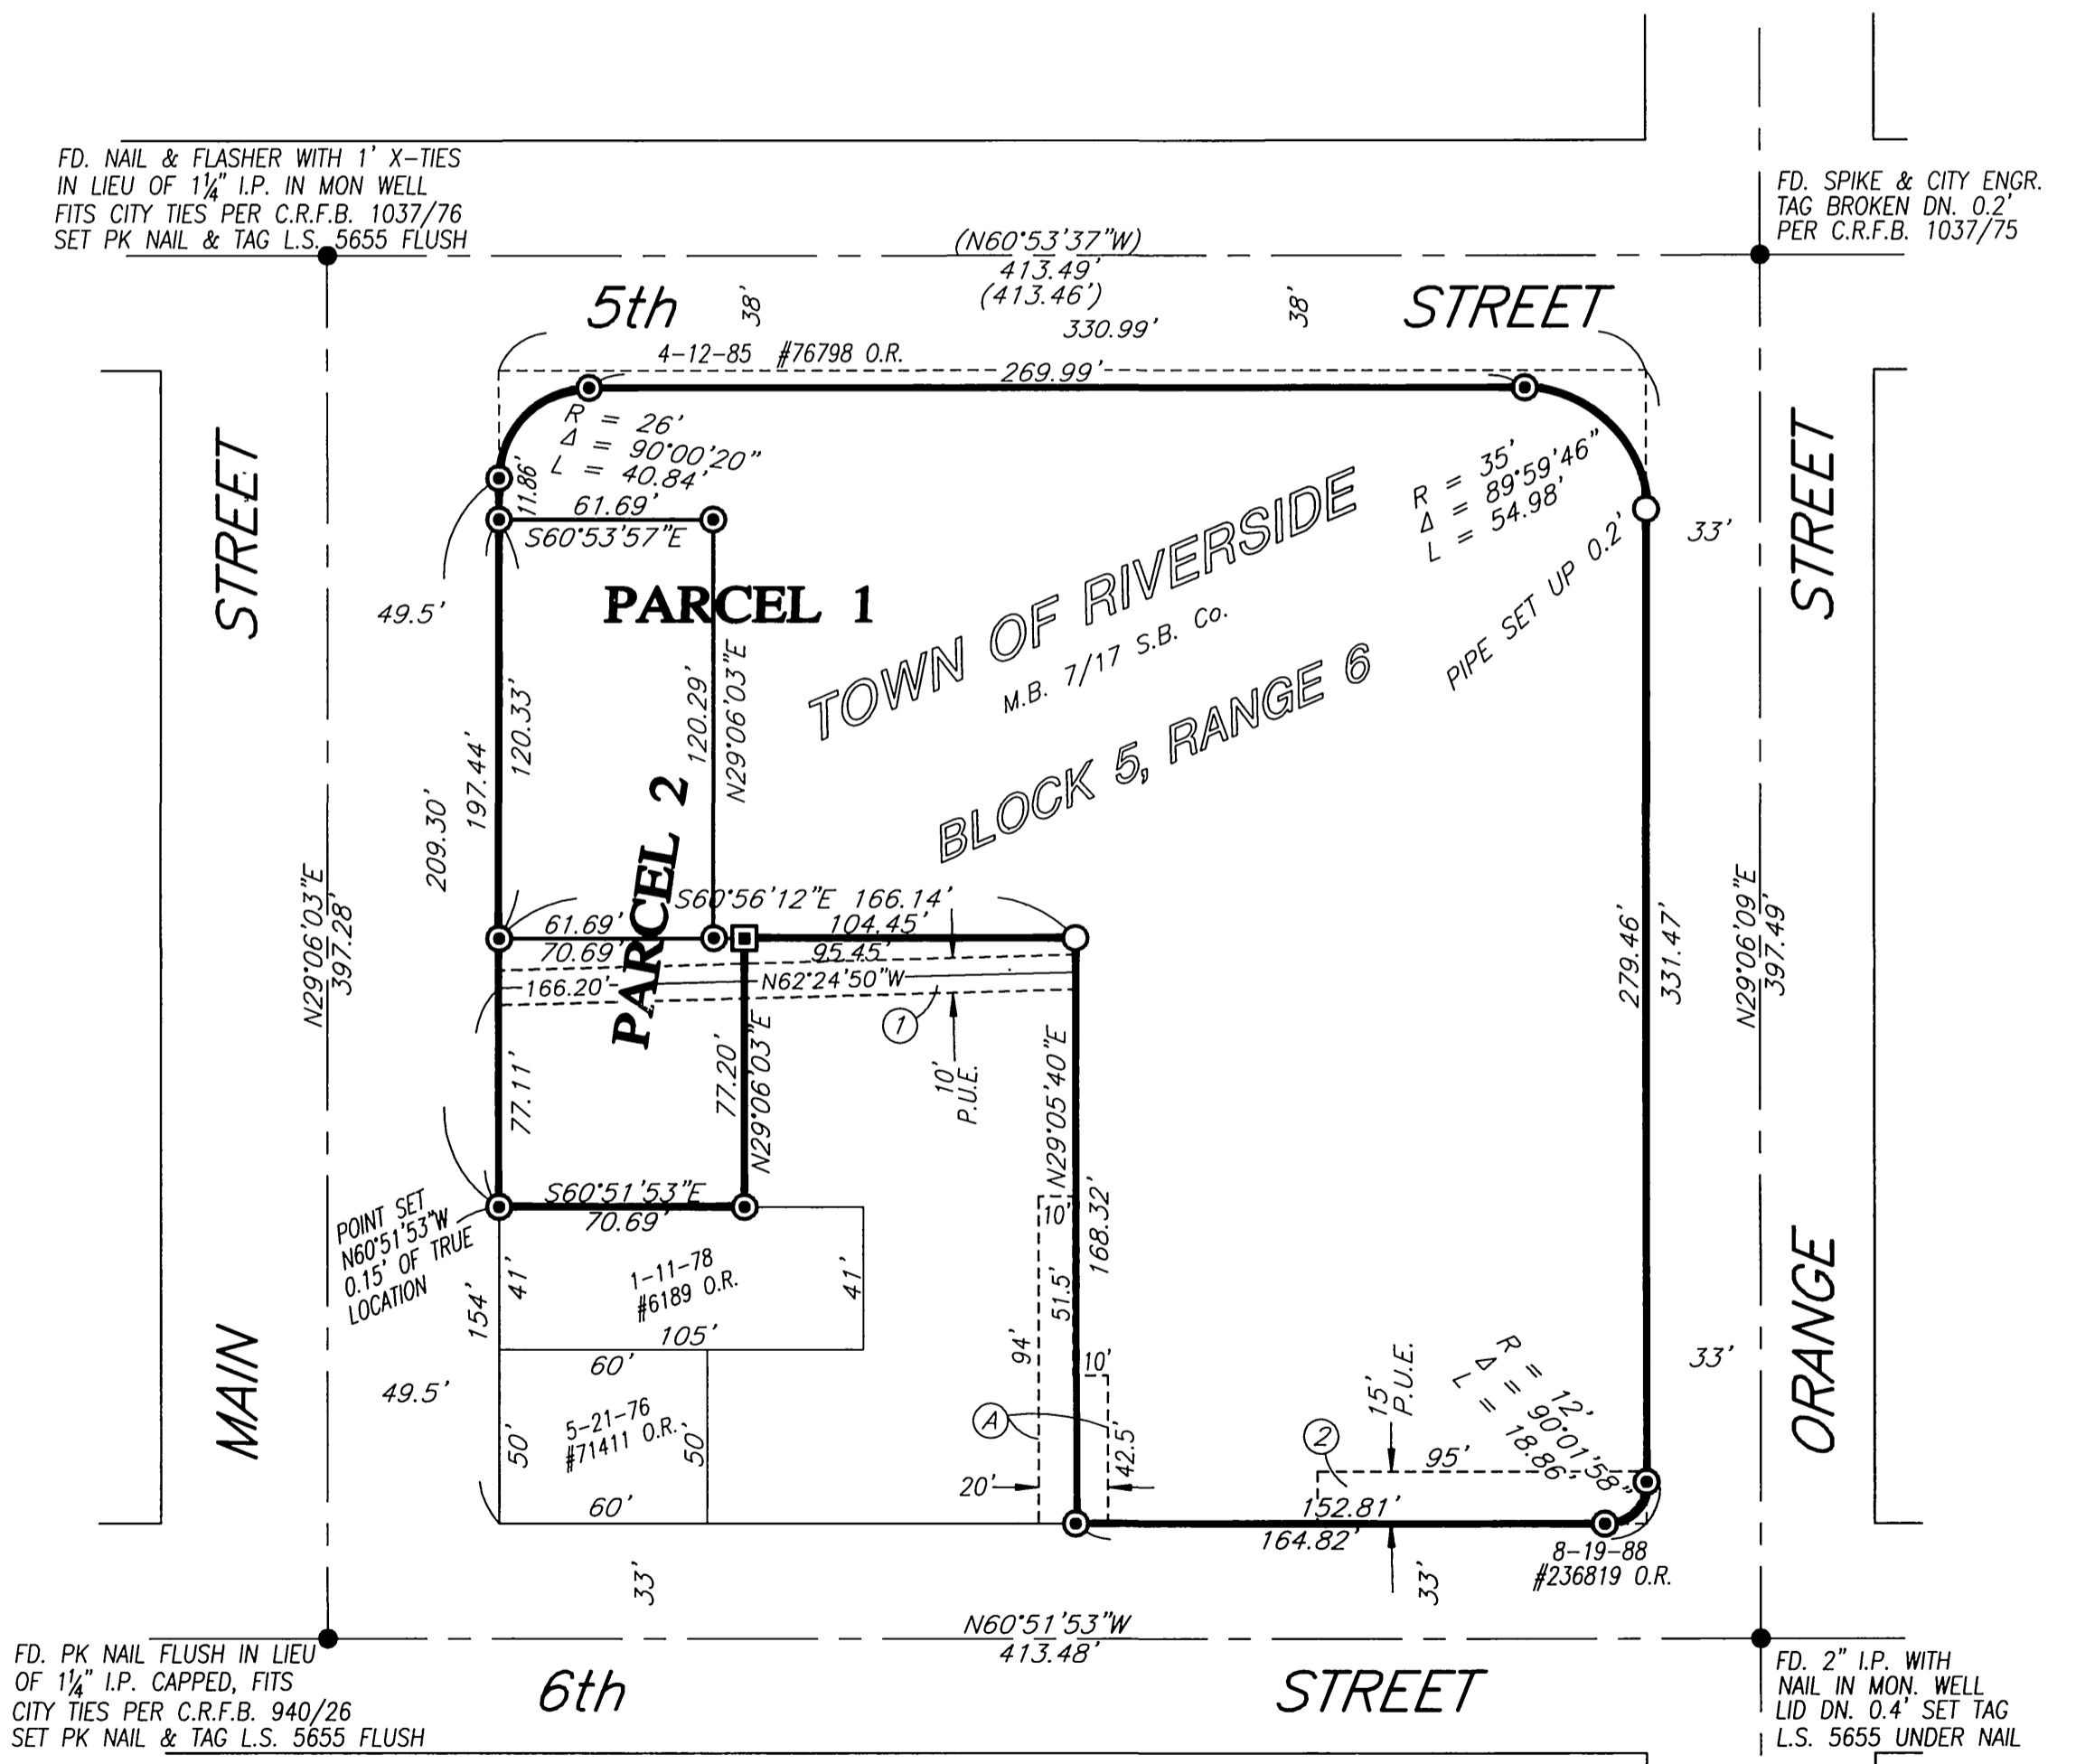 FD. NAIL & FLASHER WITH 1' X-TIES
IN LIEU OF 1¼" I.P. IN MON WELL
FITS CITY TIES PER C.R.F.B. 1037/76
SET PK NAIL & TAG L.S. 5655 FLUSH
FD. SPIKE & CITY ENGR.
TAG BROKEN DN. 0.2'
PER C.R.F.B. 1037/75
(N60°53'37"W)
413.49'
(413.46')
5th STREET
38'
38'
330.99'
4-12-85 #76798 O.R.
269.99'
R = 26'
Δ = 90°00'20"
L = 40.84'
11.86'
61.69'
S60°53'57"E
R = 35'
Δ = 89°59'46"
L = 54.98'
PIPE SET UP 0.2'
33'
STREET
STREET
49.5'
PARCEL 1
TOWN OF RIVERSIDE
M.B. 7/17 S.B. Co.
BLOCK 5, RANGE 6
120.33'
197.44'
209.30'
120.29'
N29°06'03"E
PARCEL 2
N29°06'03"E
397.28'
S60°56'12"E 166.14'
61.69'
104.45'
70.69'
95.45'
166.20'
N62°24'50"W
1
10'
P.U.E.
279.46'
331.47'
N29°06'09"E
397.49'
77.11'
77.20'
N29°06'03"E
N29°05'40"E
168.32'
S60°51'53"E
70.69'
POINT SET
N60°51'53"W
0.15' OF TRUE
LOCATION
10'
51.5'
94'
41'
1-11-78
#6189 O.R.
41'
154'
105'
60'
49.5'
50'
5-21-76
#71411 O.R.
50'
60'
MAIN
A
10'
42.5'
20'
2
15'
P.U.E.
95'
R = 12'
Δ = 90°01'58"
L = 18.86'
33'
ORANGE
152.81'
164.82'
8-19-88
#236819 O.R.
33'
33'
N60°51'53"W
413.48'
6th STREET
FD. PK NAIL FLUSH IN LIEU
OF 1¼" I.P. CAPPED, FITS
CITY TIES PER C.R.F.B. 940/26
SET PK NAIL & TAG L.S. 5655 FLUSH
FD. 2" I.P. WITH
NAIL IN MON. WELL
LID DN. 0.4' SET TAG
L.S. 5655 UNDER NAIL